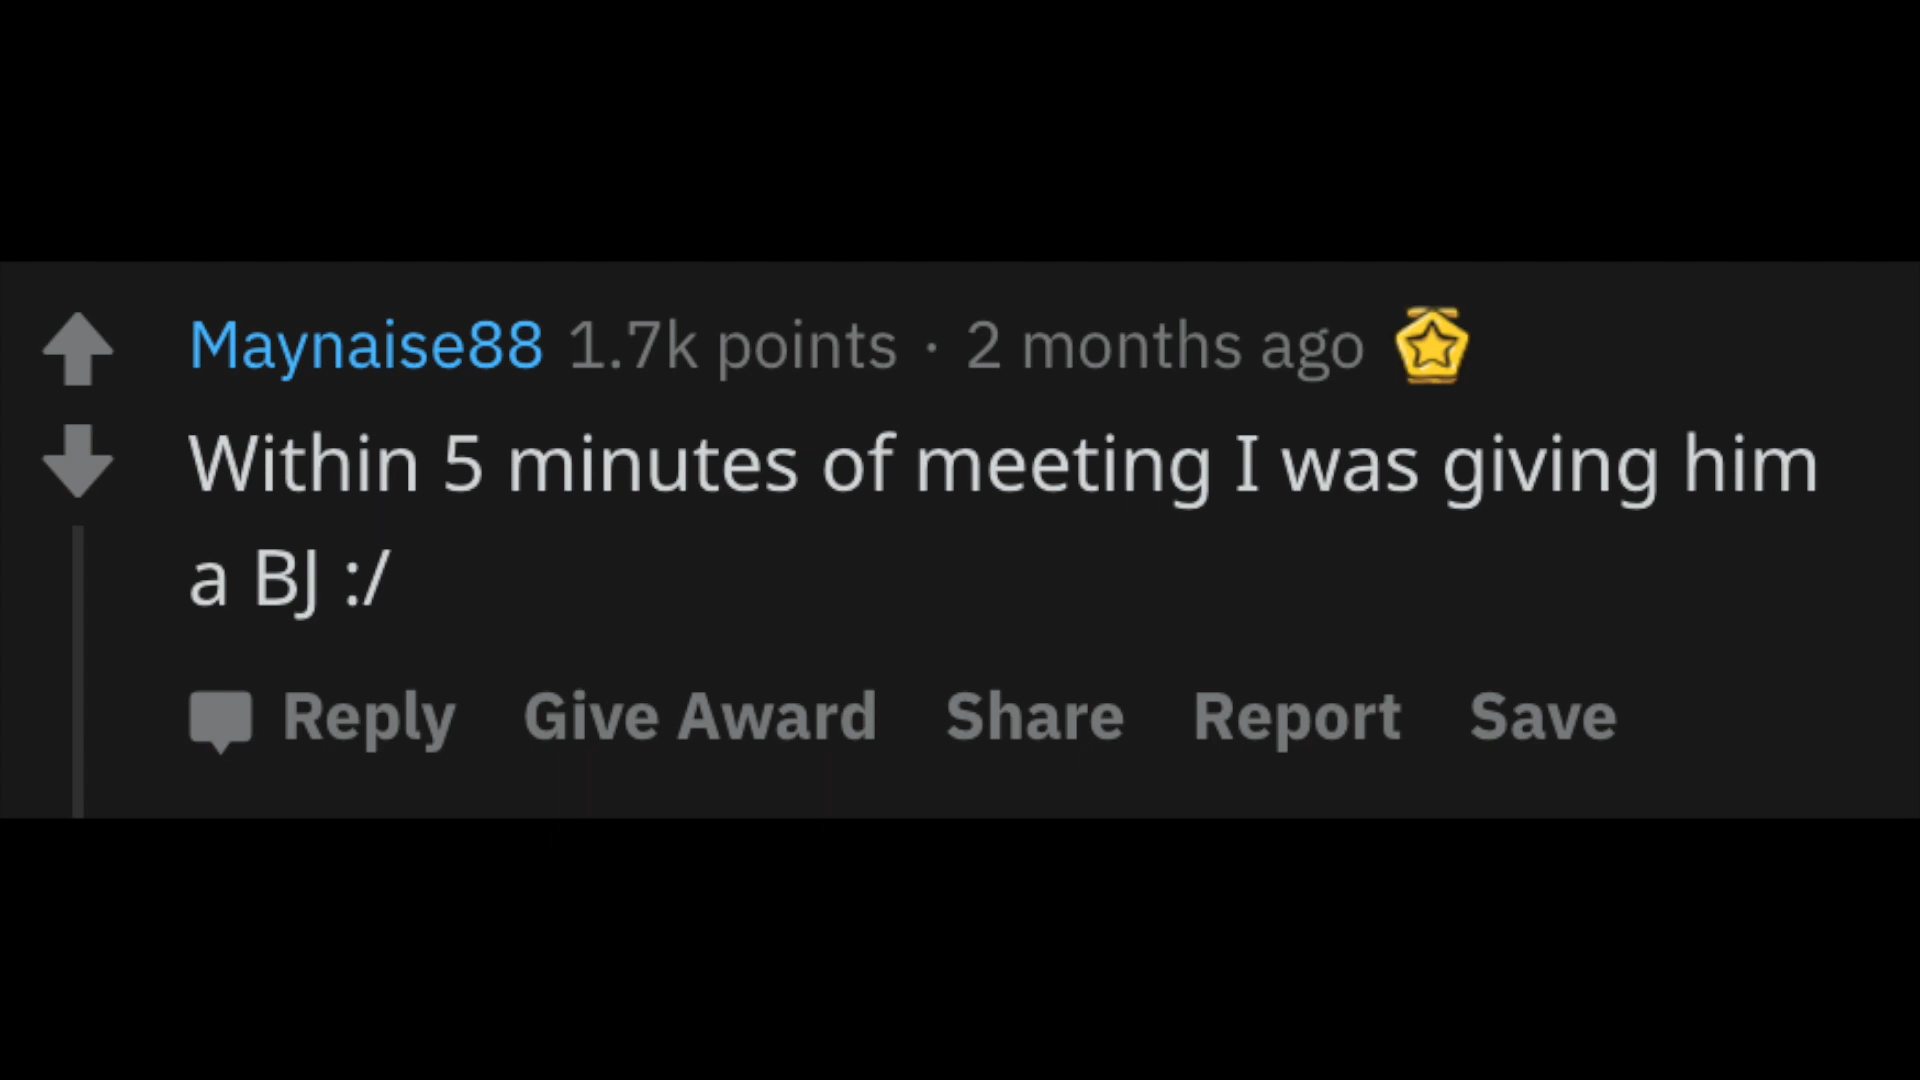 Maynaise88 1.7k points · 2 months ago
Within 5 minutes of meeting I was giving him
a BJ :/
Reply Give Award Share Report Save